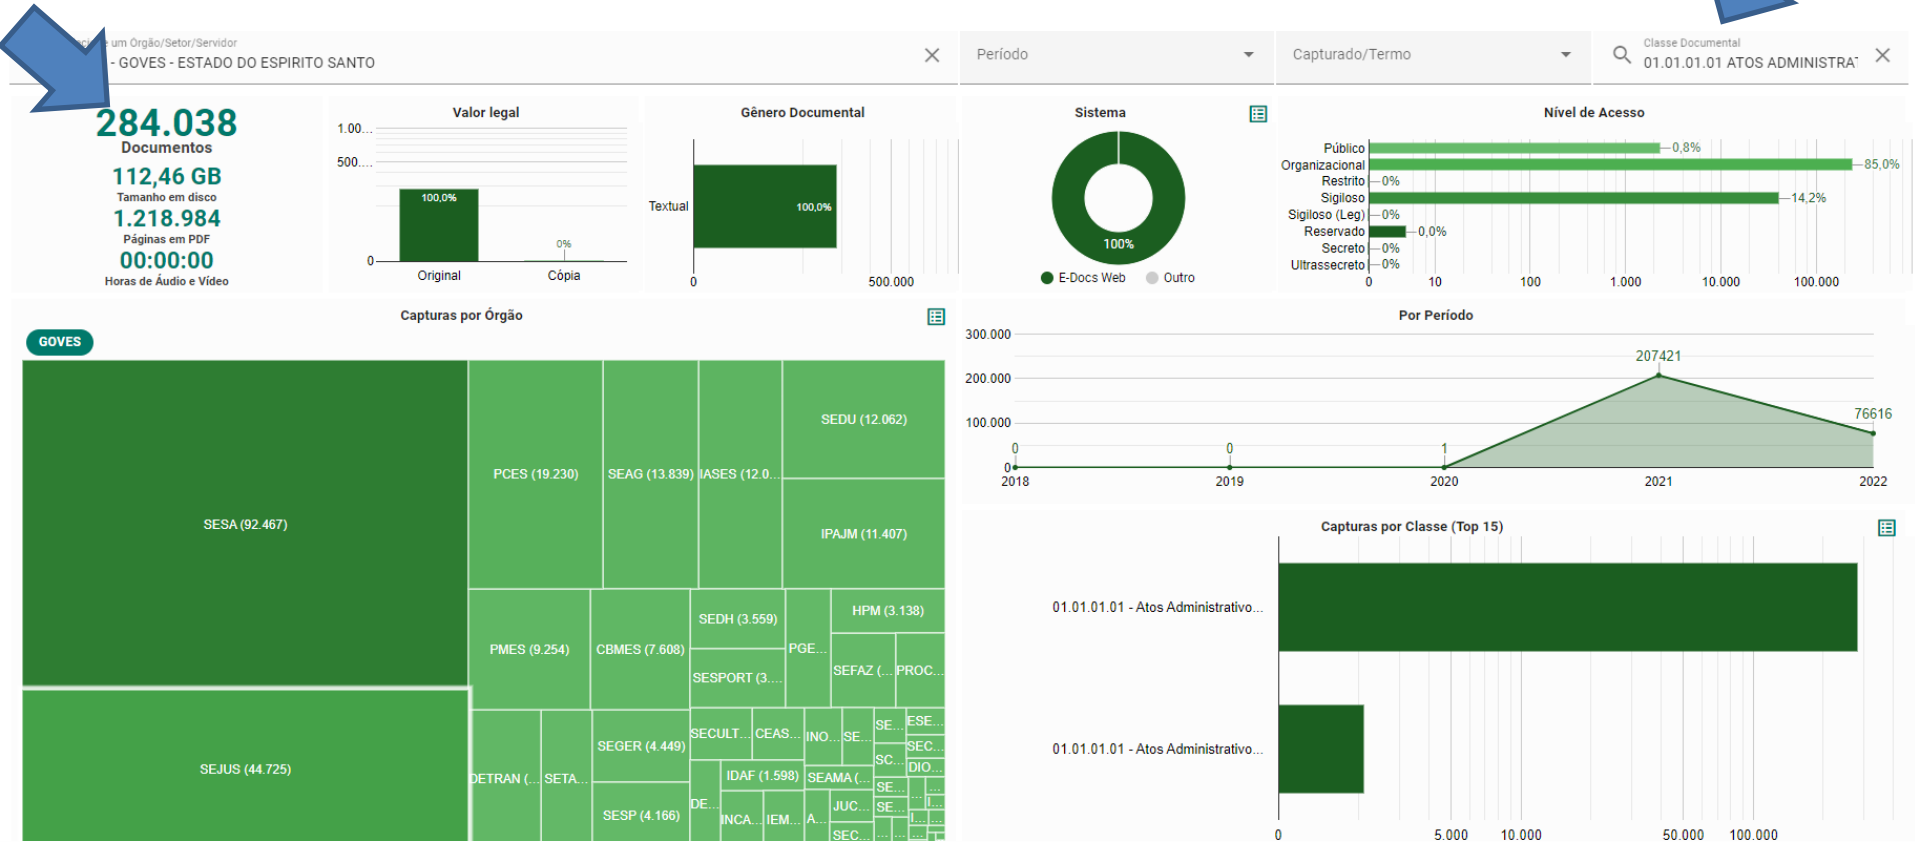 um Órgão/Setor/Servidor
- GOVES - ESTADO DO ESPIRITO SANTO
Período
Capturado/Termo
Classe Documental
01.01.01.01 ATOS ADMINISTRAT
284.038
Documentos
112,46 GB
Tamanho em disco
1.218.984
Páginas em PDF
00:00:00
Horas de Áudio e Vídeo
Valor legal
1.00...
500....
0
100,0%
0%
Original
Cópia
Gênero Documental
Textual
100,0%
0
500.000
Sistema
100%
E-Docs Web
Outro
Nível de Acesso
Público
0,8%
Organizacional
85,0%
Restrito
0%
Sigiloso
14,2%
Sigiloso (Leg)
0%
Reservado
0,0%
Secreto
0%
Ultrassecreto
0%
0 10 100 1.000 10.000 100.000
Capturas por Órgão
GOVES
SESA (92.467)
SEJUS (44.725)
PCES (19.230)
SEAG (13.839)
IASES (12.0...
SEDU (12.062)
IPAJM (11.407)
PMES (9.254)
CBMES (7.608)
SEDH (3.559)
SESPORT (3....
PGE...
HPM (3.138)
SEFAZ (...
PROC...
DETRAN (...
SETA...
SEGER (4.449)
SESP (4.166)
SECULT...
CEAS...
INO...
SE...
SE...
ESE...
SEC...
SC...
DIO...
DE...
IDAF (1.598)
SEAMA (...
SE...
...
...
INCA...
IEM...
A...
JUC...
SE...
I...
I...
...
SEC...
...
...
...
Por Período
300.000
200.000
100.000
0
0
0
1
207421
76616
2018
2019
2020
2021
2022
Capturas por Classe (Top 15)
01.01.01.01 - Atos Administrativo...
01.01.01.01 - Atos Administrativo...
0 5.000 10.000 50.000 100.000